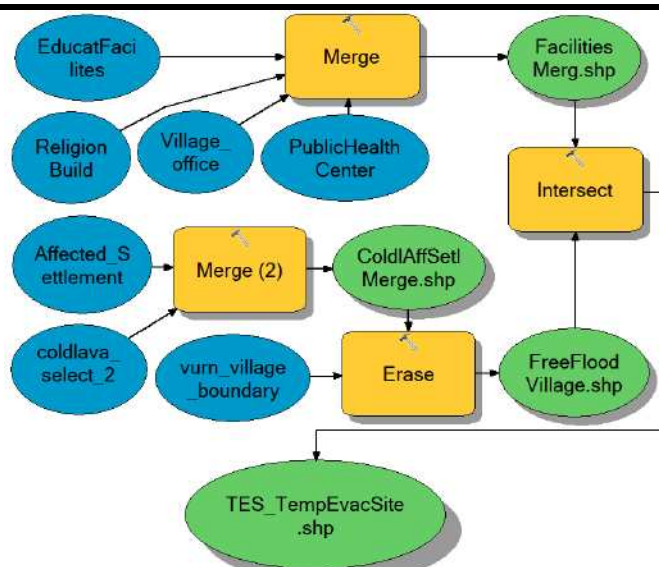 EducatFaci
lites
Merge
Facilities
Merg.shp
Religion
Build
Village_
office
PublicHealth
Center
Intersect
Affected_S
ettlement
Merge (2)
ColdlAffSetl
Merge.shp
coldlava_
select_2
vurn_village
_boundary
Erase
FreeFlood
Village.shp
TES_TempEvacSite
.shp